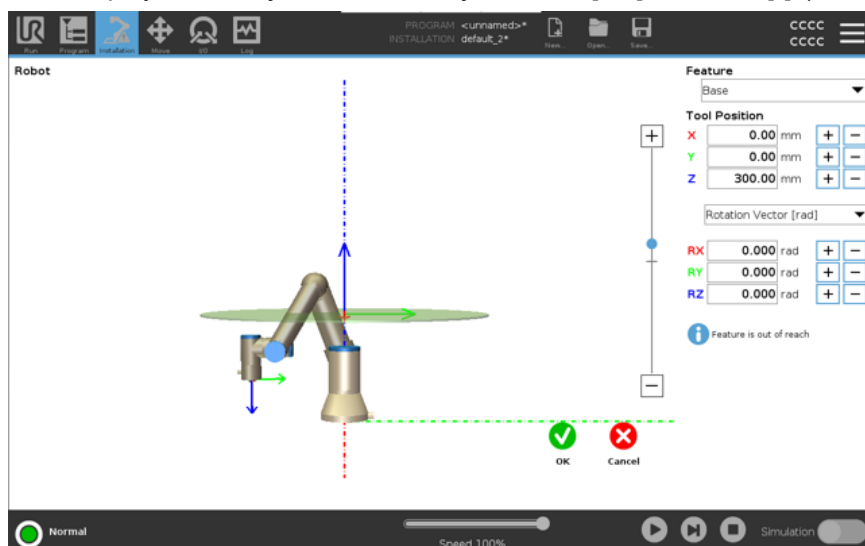 PROGRAM <unnamed>*
INSTALLATION default_2*
UR
Run Program Installation Move I/O Log
New... Open... Save...
cccc
cccc
Robot
Feature
Base
Tool Position
X 0.00 mm + −
Y 0.00 mm + −
Z 300.00 mm + −
Rotation Vector [rad]
RX 0.000 rad + −
RY 0.000 rad + −
RZ 0.000 rad + −
i Feature is out of reach
+
−
OK Cancel
Normal
Speed 100%
Simulation